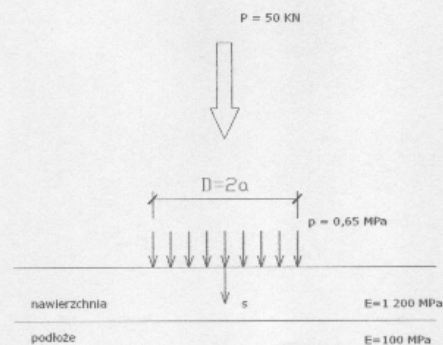 P = 50 KN
D=2a
p = 0,65 MPa
s
nawierzchnia
E=1 200 MPa
podłoże
E=100 MPa